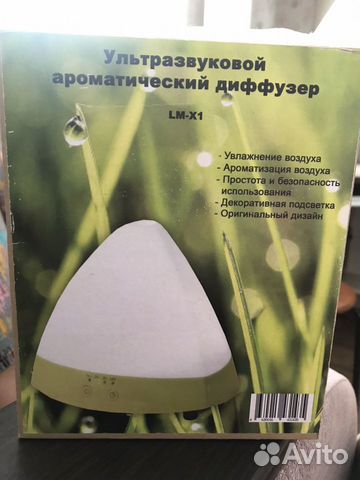 Ультразвуковой
ароматический диффузер
LM-X1
- Увлажнение воздуха
- Ароматизация воздуха
- Простота и безопасность
использования
- Декоративная подсветка
- Оригинальный дизайн
Avito